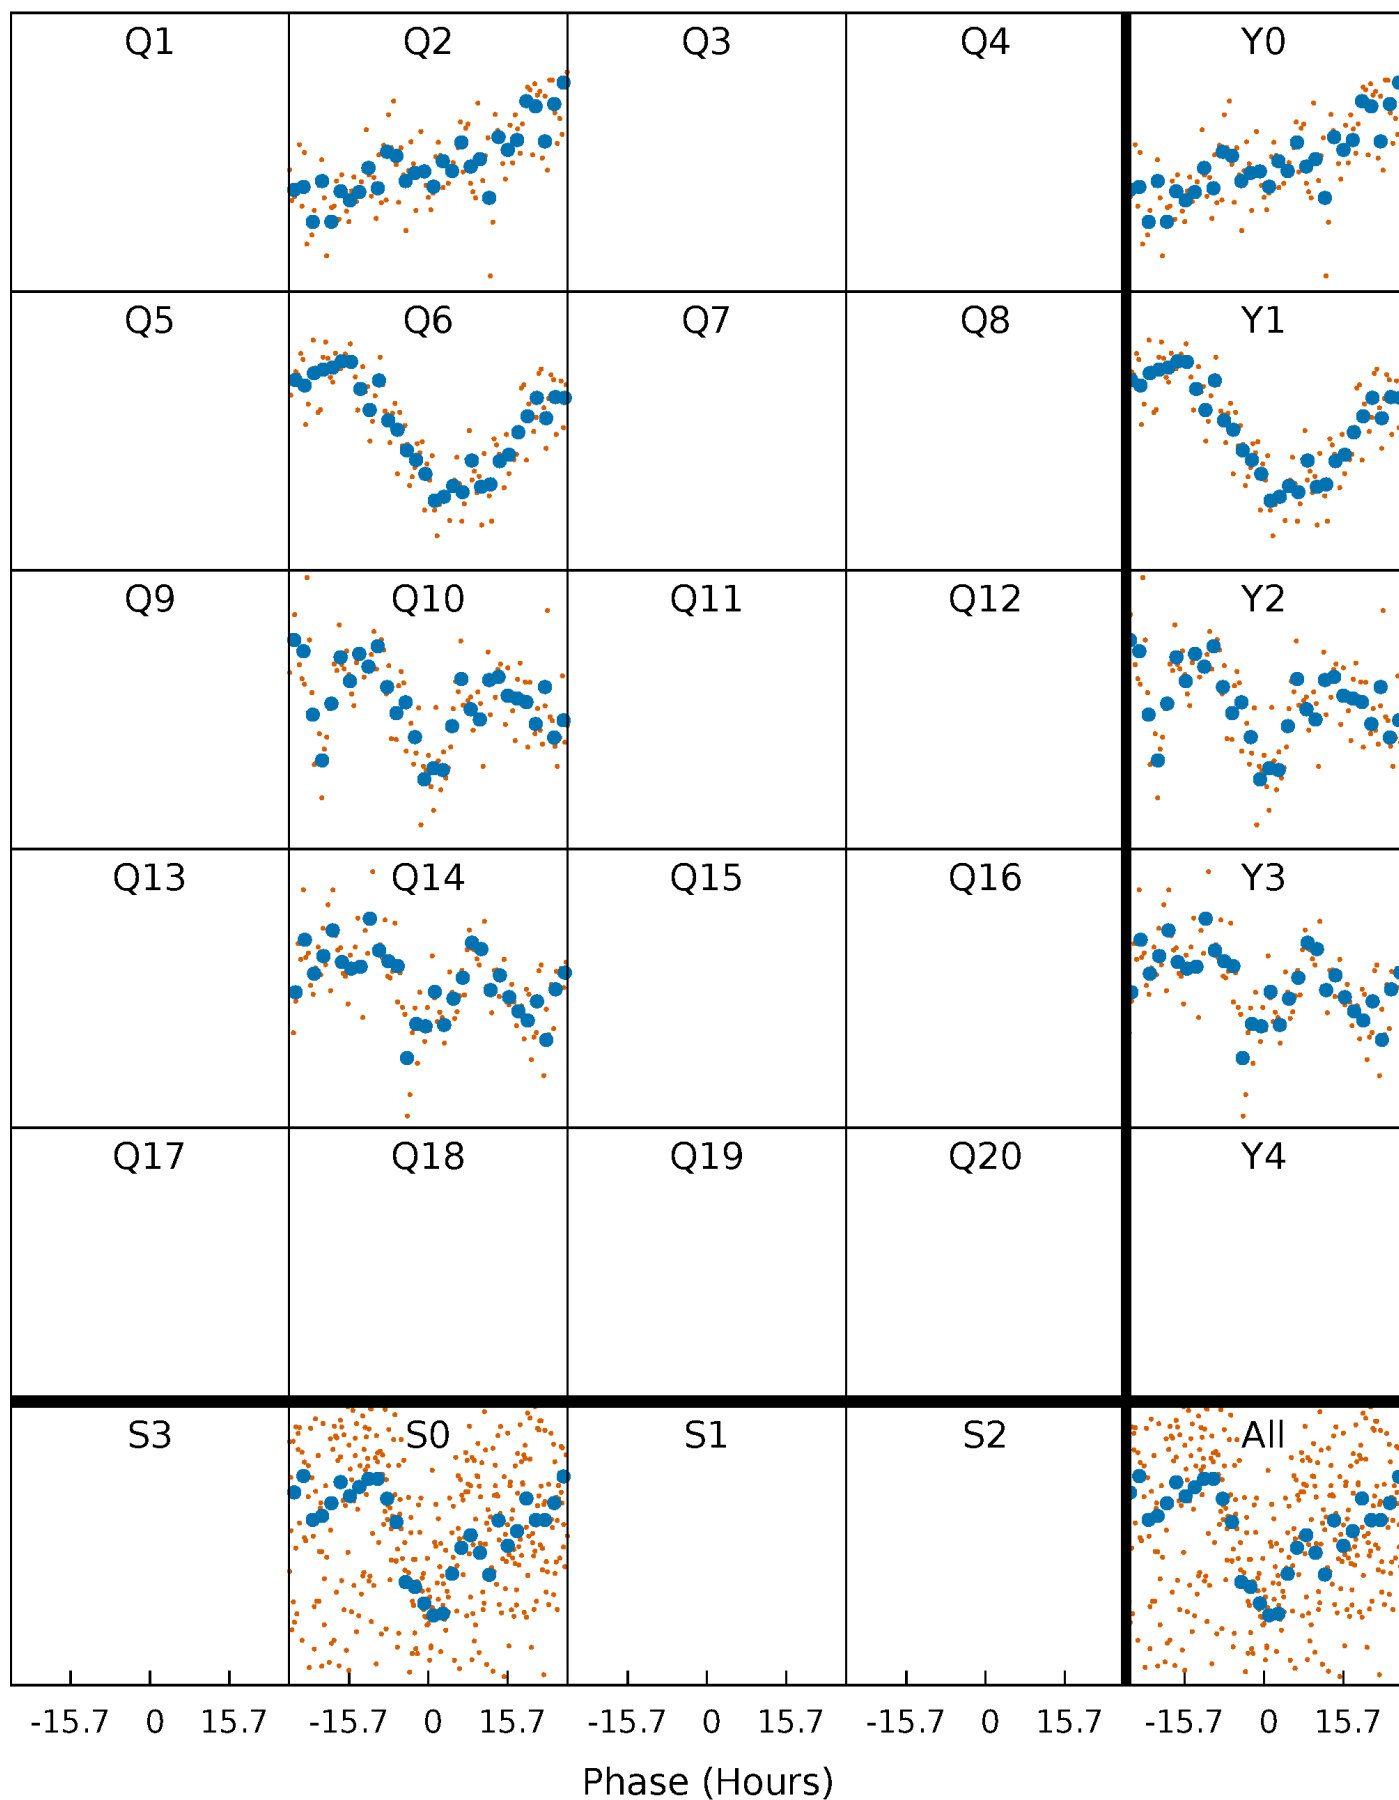 Q1 Q2 Q3 Q4 Y0
Q5 Q6 Q7 Q8 Y1
Q9 Q10 Q11 Q12 Y2
Q13 Q14 Q15 Q16 Y3
Q17 Q18 Q19 Q20 Y4
S3 S0 S1 S2 All
-15.7 0 15.7 -15.7 0 15.7 -15.7 0 15.7 -15.7 0 15.7 -15.7 0 15.7
Phase (Hours)